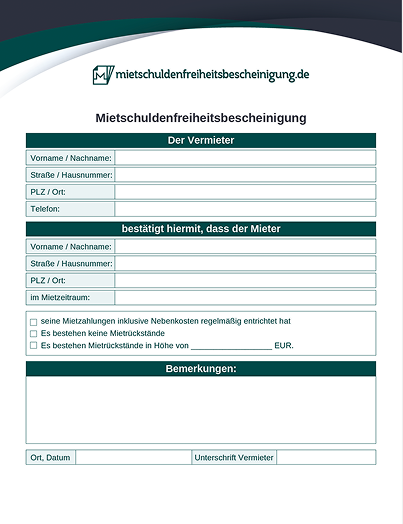 mietschuldenfreiheitsbescheinigung.de
Mietschuldenfreiheitsbescheinigung
Der Vermieter
Vorname / Nachname:
Straße / Hausnummer:
PLZ / Ort:
Telefon:
bestätigt hiermit, dass der Mieter
Vorname / Nachname:
Straße / Hausnummer:
PLZ / Ort:
im Mietzeitraum:
seine Mietzahlungen inklusive Nebenkosten regelmäßig entrichtet hat
Es bestehen keine Mietrückstände
Es bestehen Mietrückstände in Höhe von __________________ EUR.
Bemerkungen:
Ort, Datum Unterschrift Vermieter